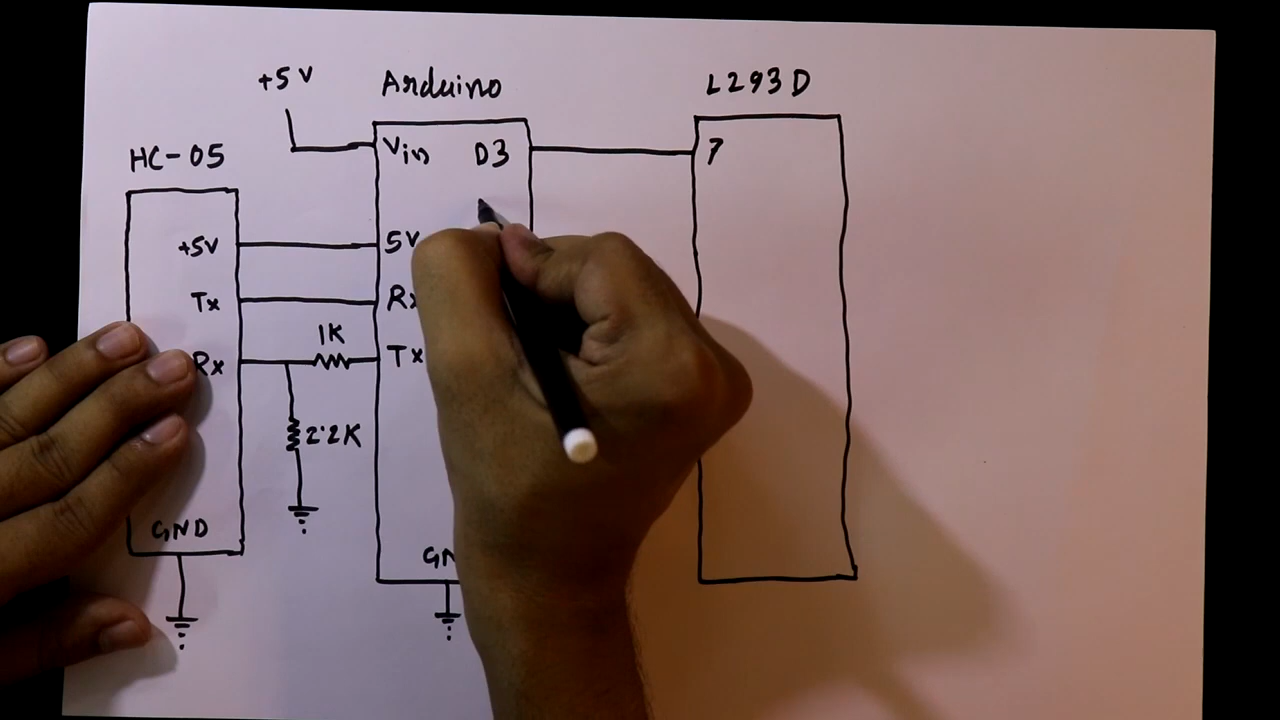 +5V
Arduino
L293D
HC-05
Vin
D3
7
+5V
5V
Tx
Rx
1K
Rx
Tx
2.2K
GND